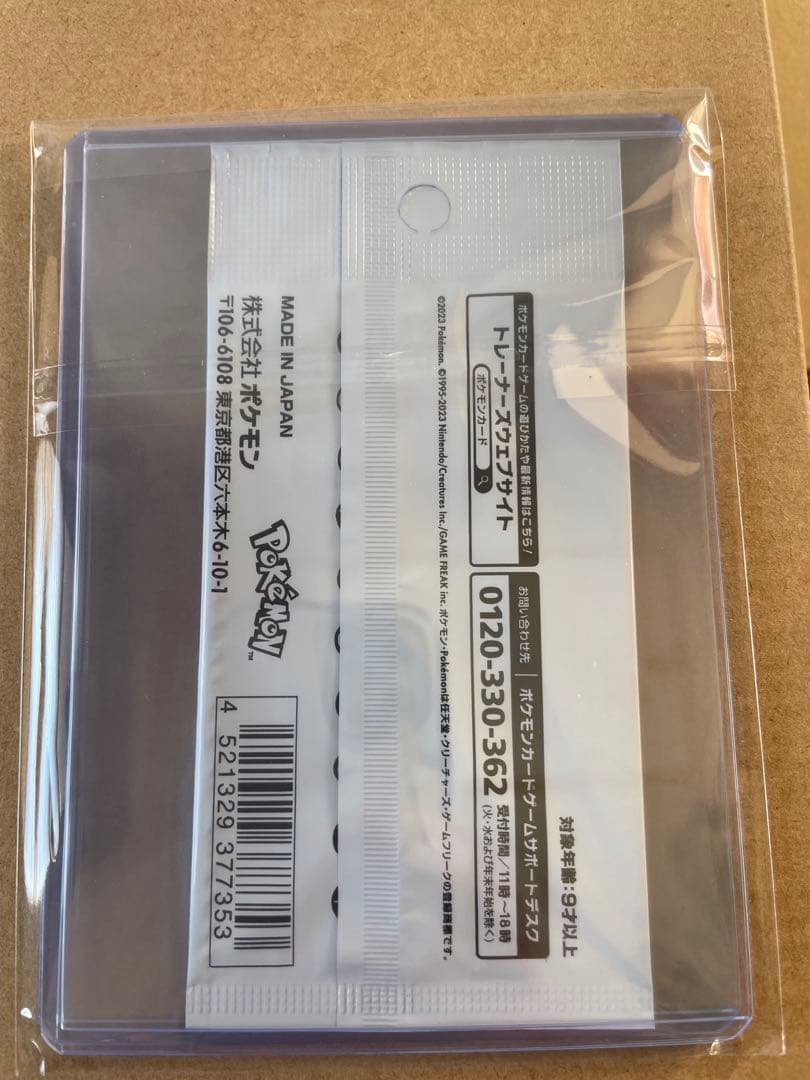 ポケモンカードゲームの遊びかたや最新情報はこちら!
トレーナーズウェブサイト
ポケモンカード
お問い合わせ先 | ポケモンカードゲームサポートデスク
0120-330-362 受付時間/11時～18時
(火・水および年末年始を除く)
対象年齢:9才以上
©2023 Pokémon. ©1995-2023 Nintendo/Creatures Inc./GAME FREAK inc. ポケモン・Pokémonは任天堂・クリーチャーズ・ゲームフリークの登録商標です。
MADE IN JAPAN
株式会社 ポケモン
〒106-6108 東京都港区六本木6-10-1
POKéMON™
4 521329 377353